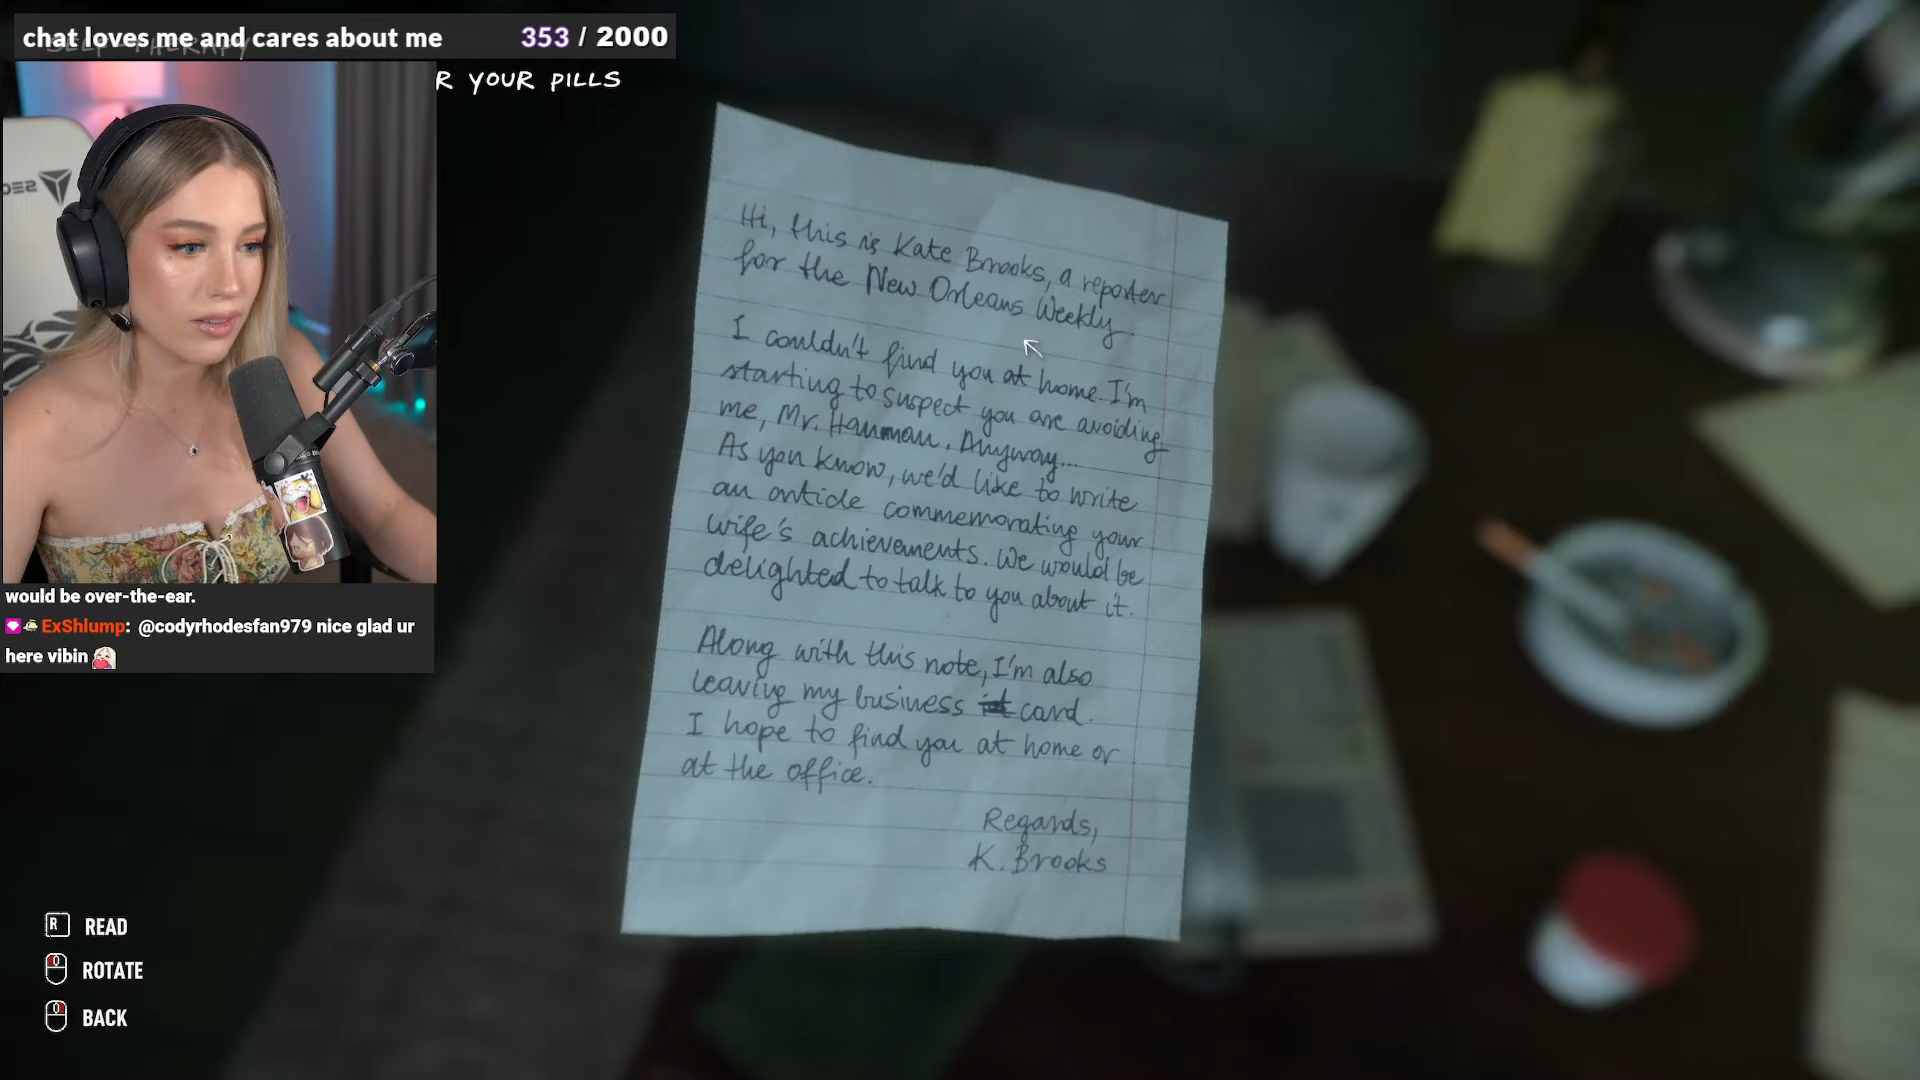 chat loves me and cares about me 353 / 2000
SELF-THERAPY
R YOUR PILLS
would be over-the-ear.
ExShlump: @codyrhodesfan979 nice glad ur
here vibin
Hi, this is Kate Brooks, a reporter
for the New Orleans Weekly.
I couldn't find you at home. I'm
starting to suspect you are avoiding
me, Mr. Hanman. Anyway...
As you know, we'd like to write
an article commemorating your
wife's achievements. We would be
delighted to talk to you about it.
Along with this note, I'm also
leaving my business card.
I hope to find you at home or
at the office.
Regards,
K. Brooks
R READ
ROTATE
BACK